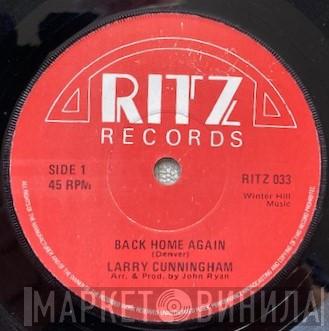 RITZ
RECORDS
SIDE 1
45 RPM
RITZ 033
Winter Hill
Music
BACK HOME AGAIN
(Denver)
LARRY CUNNINGHAM
Arr. & Prod. by John Ryan
МАРКЕТ ВИНИЛА